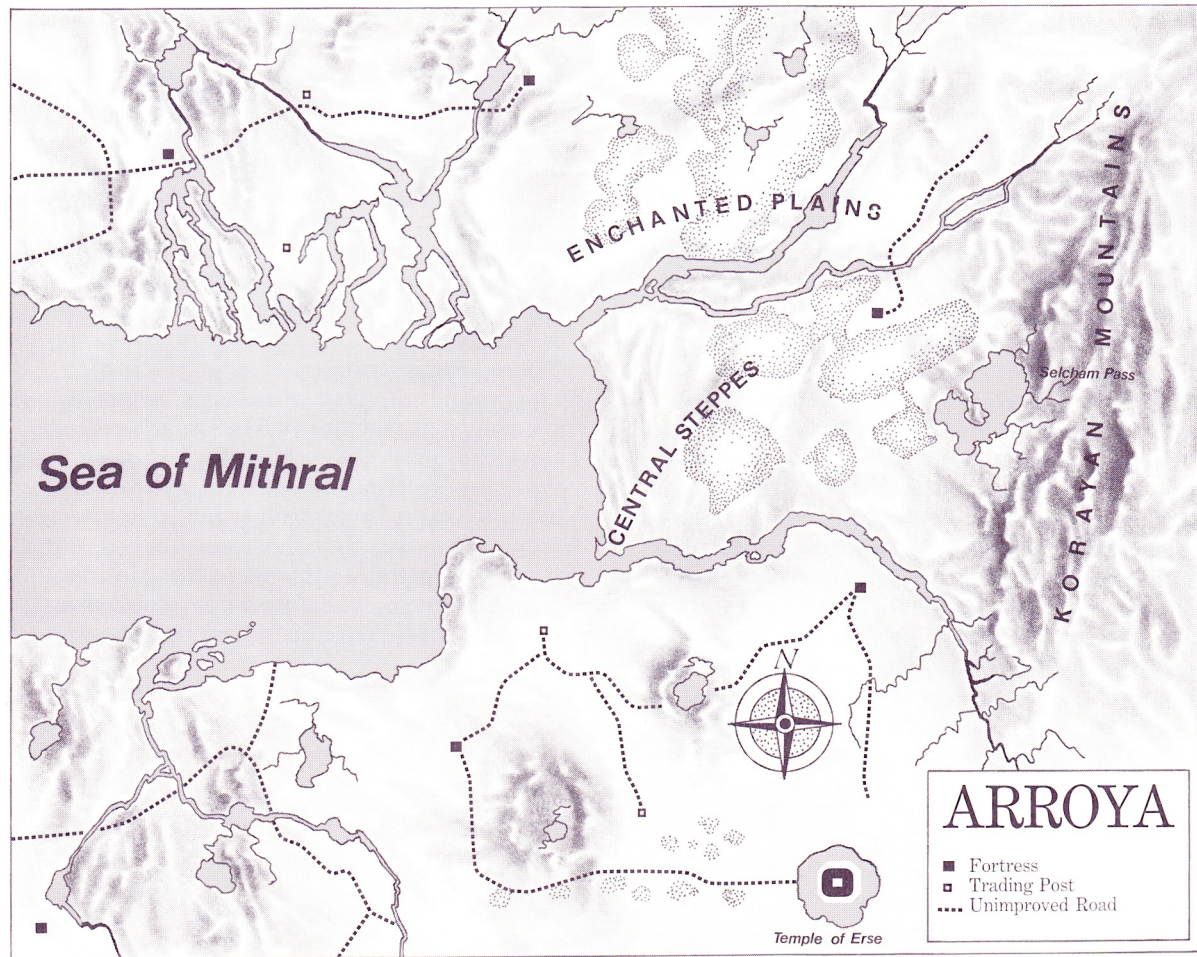 ENCHANTED PLAINS
KORAYAN MOUNTAINS
Selcham Pass
CENTRAL STEPPES
Sea of Mithral
N
ARROYA
Fortress
Trading Post
Unimproved Road
Temple of Erse